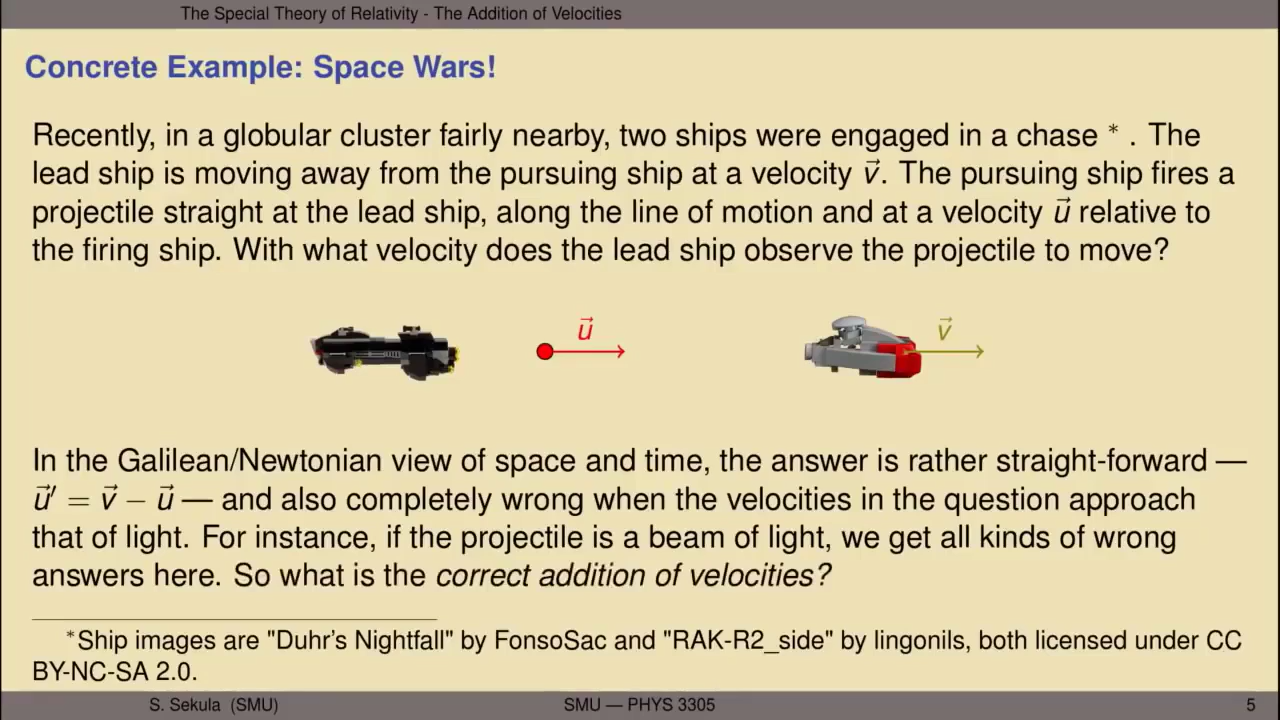 The Special Theory of Relativity - The Addition of Velocities
Concrete Example: Space Wars!
Recently, in a globular cluster fairly nearby, two ships were engaged in a chase * . The
lead ship is moving away from the pursuing ship at a velocity v⃗. The pursuing ship fires a
projectile straight at the lead ship, along the line of motion and at a velocity u⃗ relative to
the firing ship. With what velocity does the lead ship observe the projectile to move?
u⃗
v⃗
In the Galilean/Newtonian view of space and time, the answer is rather straight-forward —
u⃗′ = v⃗ − u⃗ — and also completely wrong when the velocities in the question approach
that of light. For instance, if the projectile is a beam of light, we get all kinds of wrong
answers here. So what is the correct addition of velocities?
*Ship images are "Duhr's Nightfall" by FonsoSac and "RAK-R2_side" by lingonils, both licensed under CC
BY-NC-SA 2.0.
S. Sekula (SMU)
SMU — PHYS 3305
5